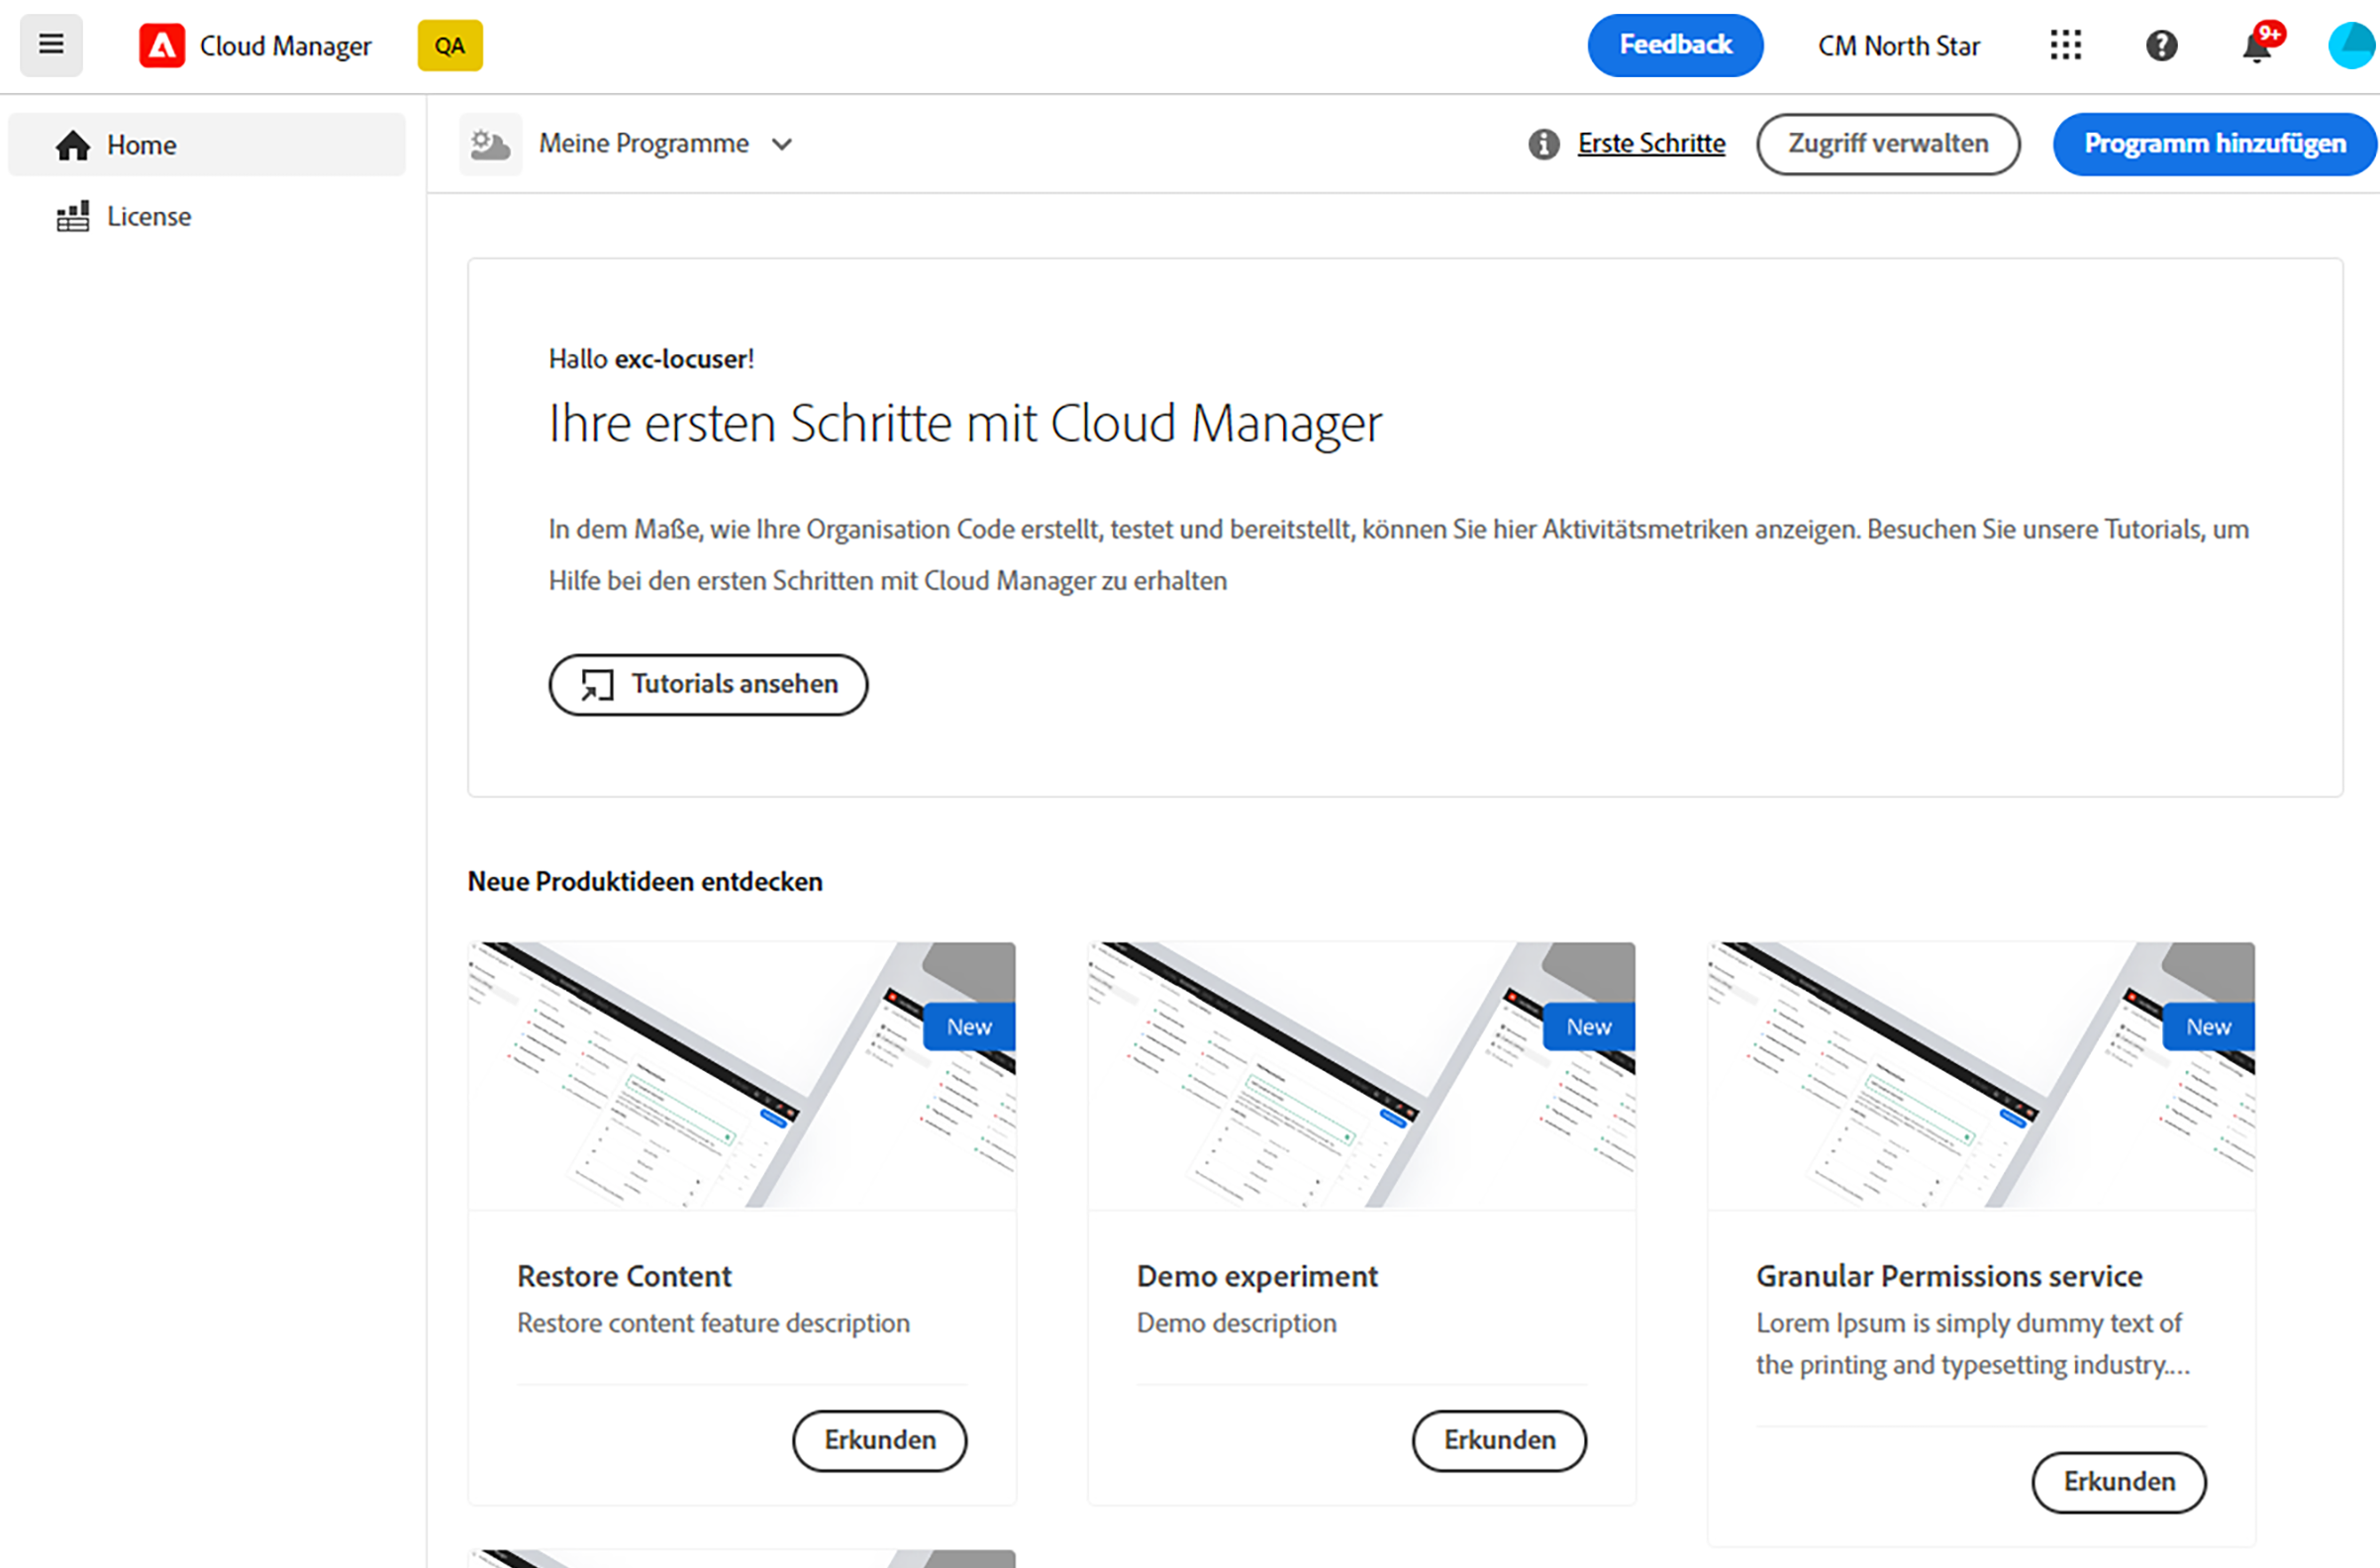 Cloud Manager
QA
Feedback
CM North Star
9+
Home
License
Meine Programme
Erste Schritte
Zugriff verwalten
Programm hinzufügen
Hallo exc-locuser!
Ihre ersten Schritte mit Cloud Manager
In dem Maße, wie Ihre Organisation Code erstellt, testet und bereitstellt, können Sie hier Aktivitätsmetriken anzeigen. Besuchen Sie unsere Tutorials, um
Hilfe bei den ersten Schritten mit Cloud Manager zu erhalten
Tutorials ansehen
Neue Produktideen entdecken
New
New
New
Restore Content
Restore content feature description
Erkunden
Demo experiment
Demo description
Erkunden
Granular Permissions service
Lorem Ipsum is simply dummy text of
the printing and typesetting industry....
Erkunden